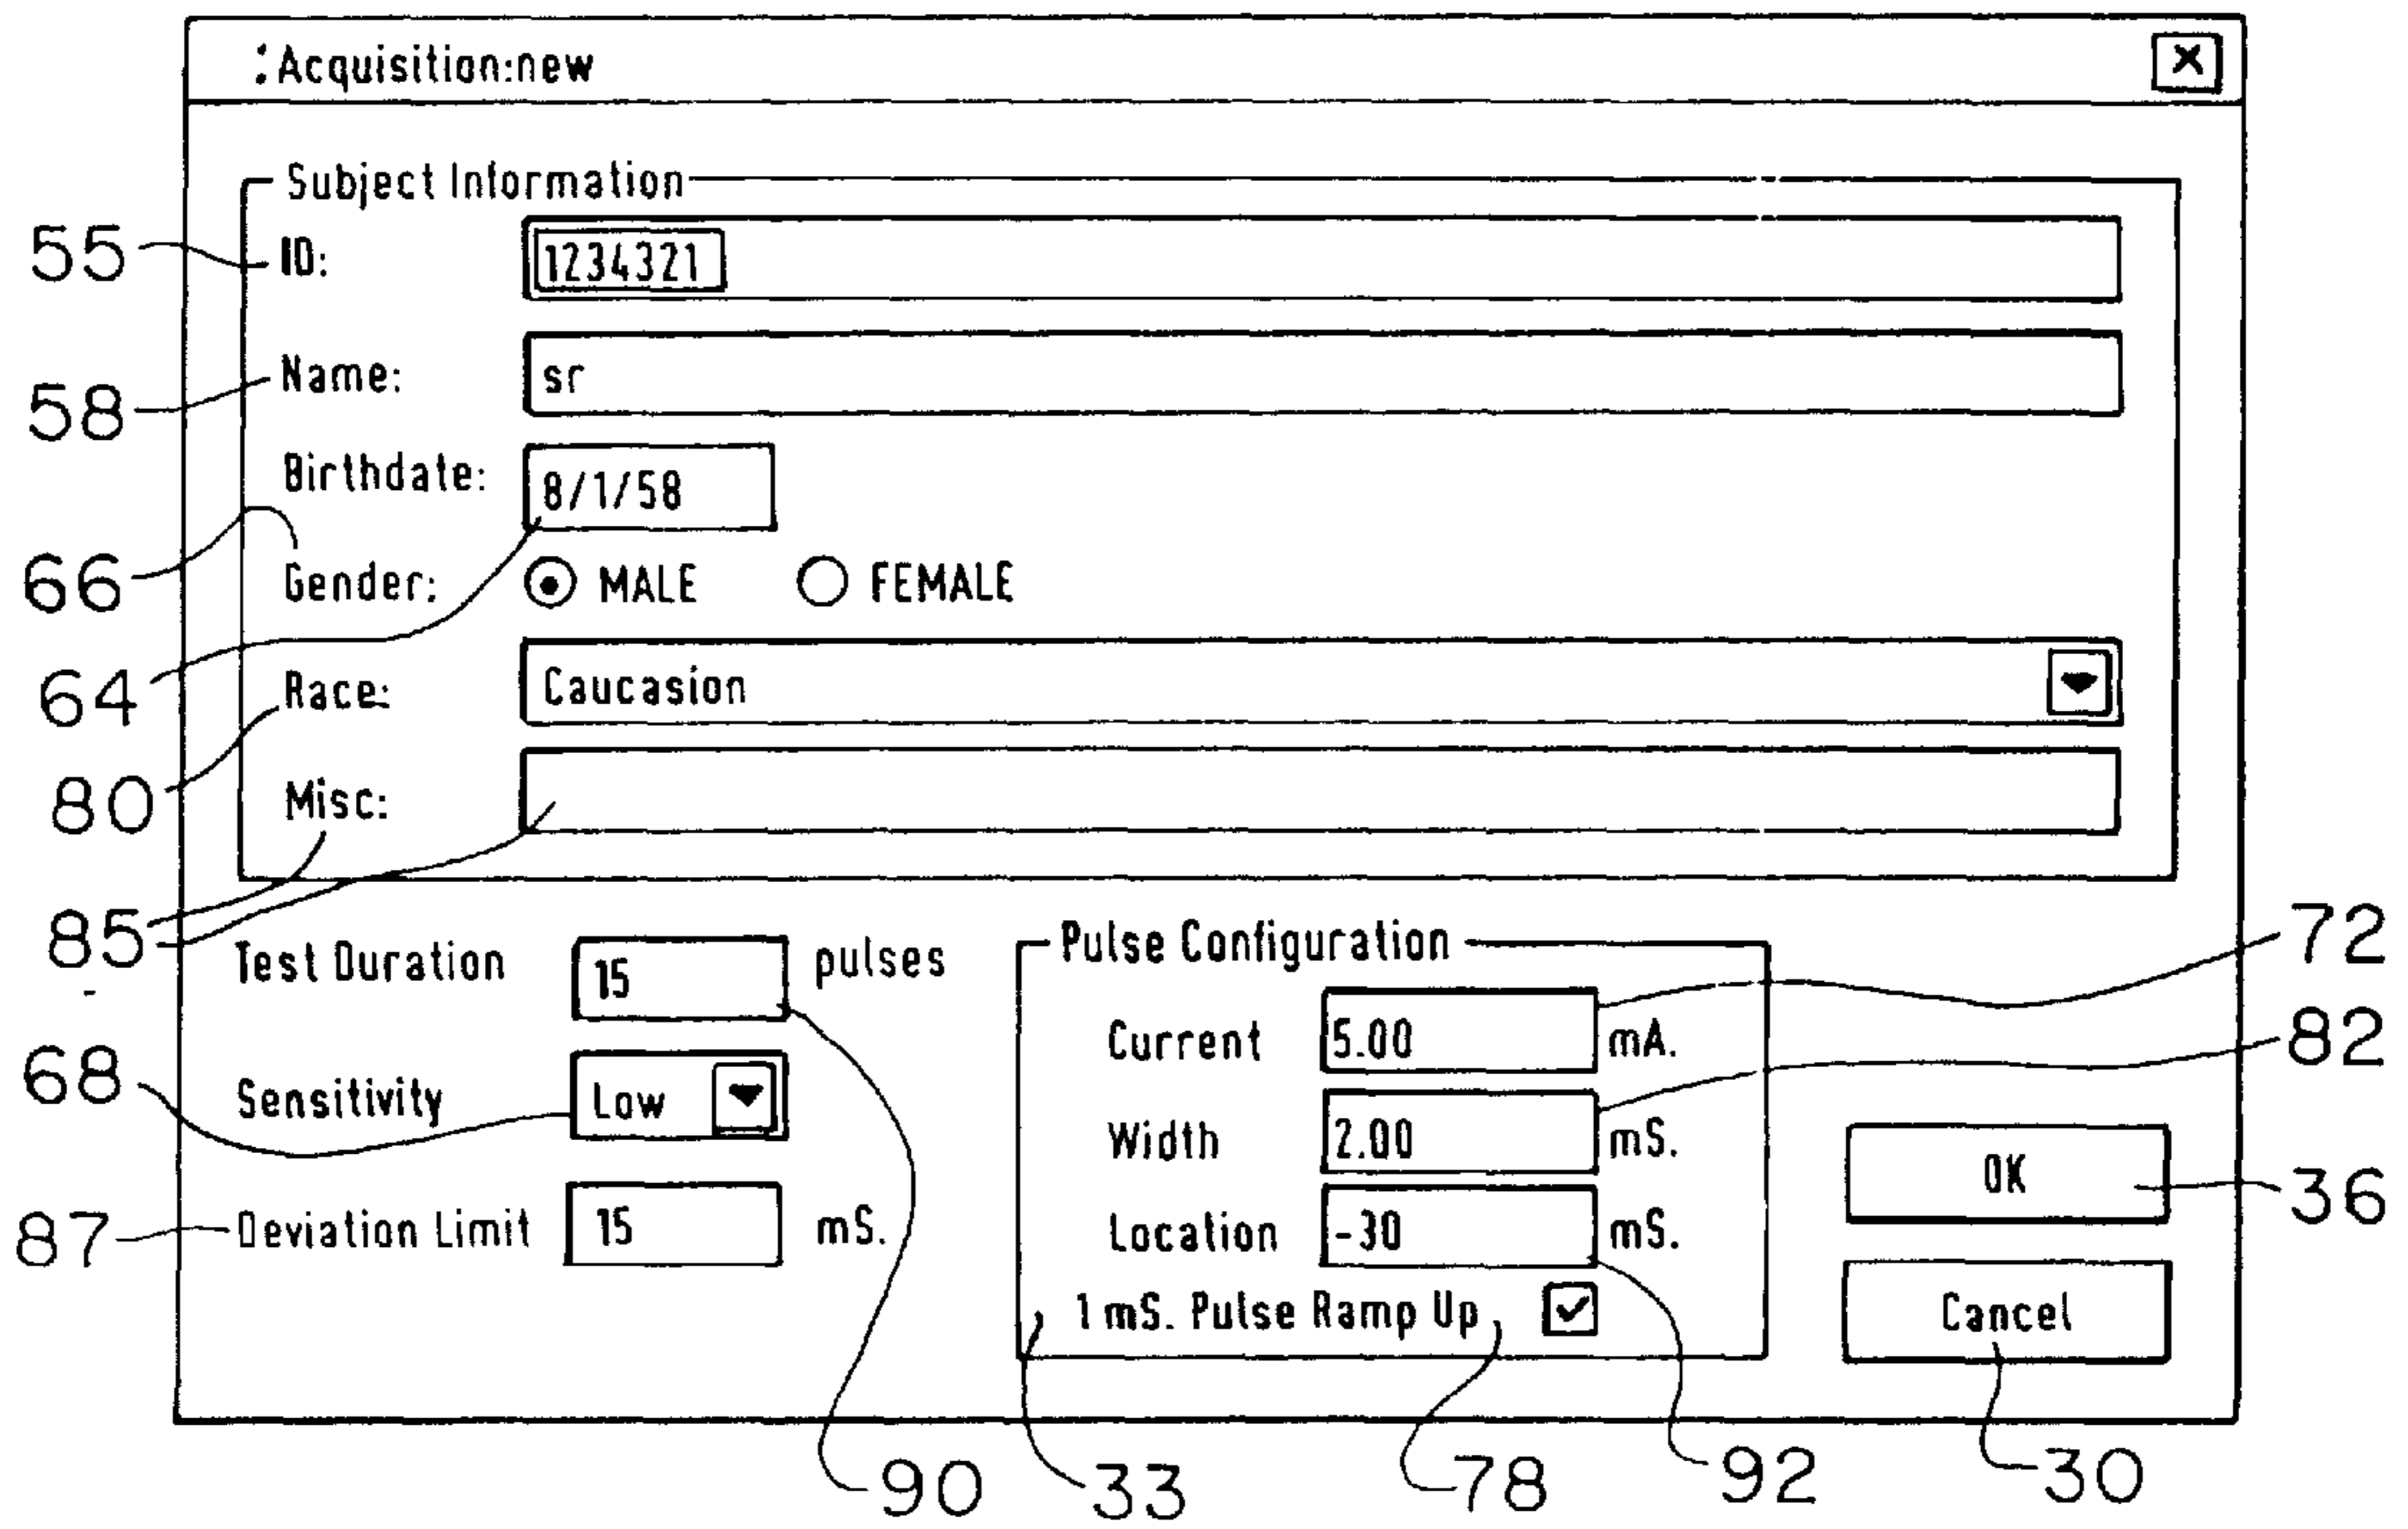 :Acquisition:new X
Subject Information
55 ID: 1234321
58 Name: sr
Birthdate: 8/1/58
66 Gender: MALE FEMALE
64 Race: Caucasion
80 Misc:
85
Test Duration 15 pulses
68 Sensitivity Low
87 Deviation Limit 15 mS.
Pulse Configuration
Current 5.00 mA. 72
Width 2.00 mS. 82
Location -30 mS.
1 mS. Pulse Ramp Up
OK 36
Cancel
90 33 78 92 30